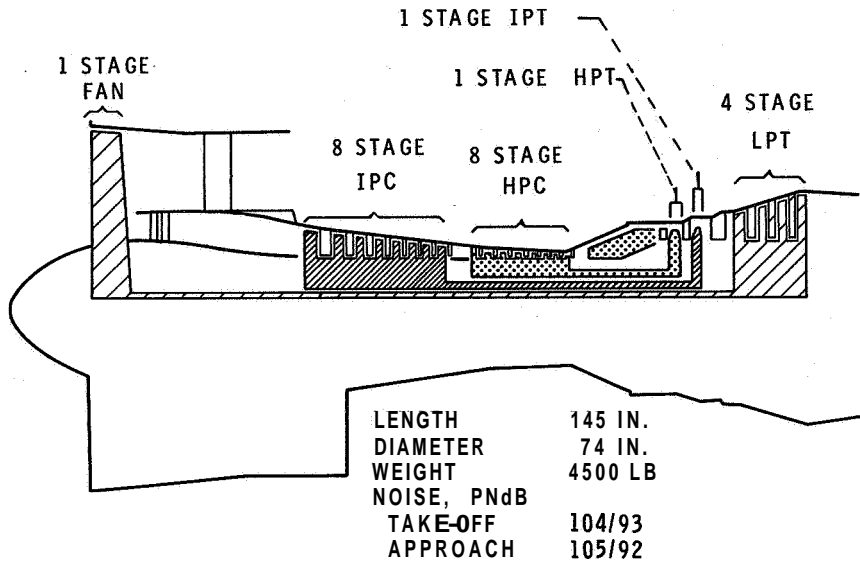 1 STAGE IPT
1 STAGE
FAN
1 STAGE HPT
4 STAGE
LPT
8 STAGE
IPC
8 STAGE
HPC
LENGTH 145 IN.
DIAMETER 74 IN.
WEIGHT 4500 LB
NOISE, PNdB
TAKE-OFF 104/93
APPROACH 105/92